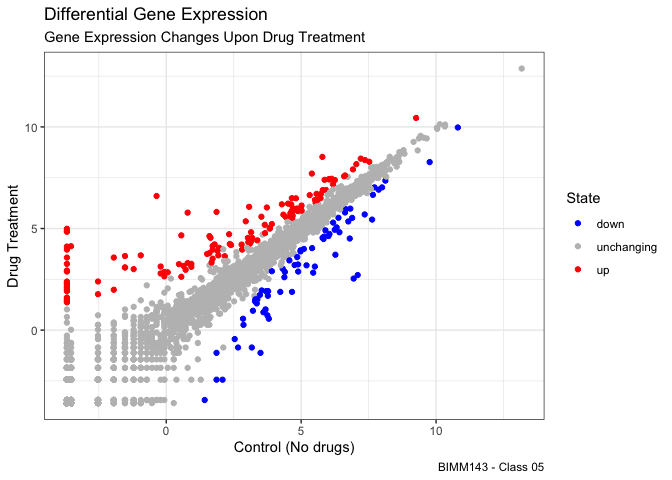 Differential Gene Expression
Gene Expression Changes Upon Drug Treatment
10
5
0
Drug Treatment
0 5 10
Control (No drugs)
State
down
unchanging
up
BIMM143 - Class 05